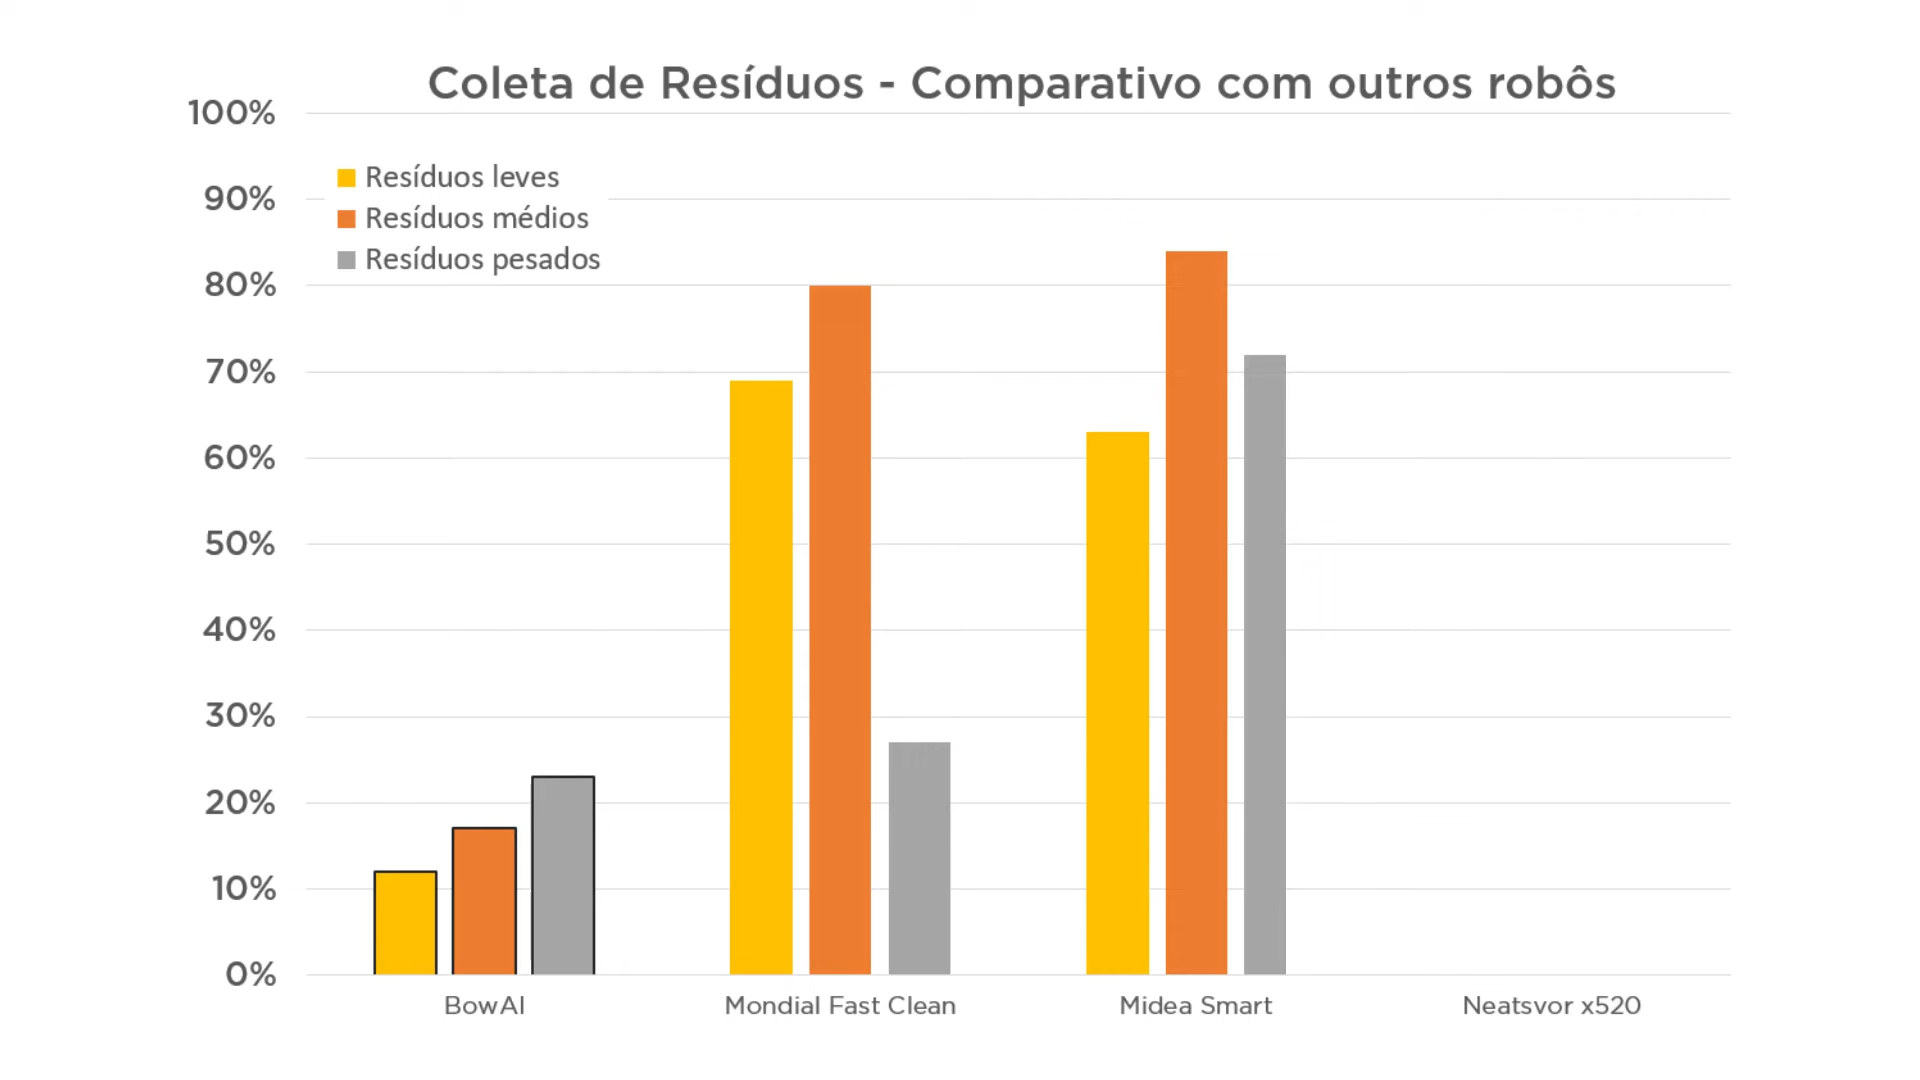 Coleta de Resíduos - Comparativo com outros robôs
100%
90%
80%
70%
60%
50%
40%
30%
20%
10%
0%
Resíduos leves
Resíduos médios
Resíduos pesados
BowAI
Mondial Fast Clean
Midea Smart
Neatsvor x520